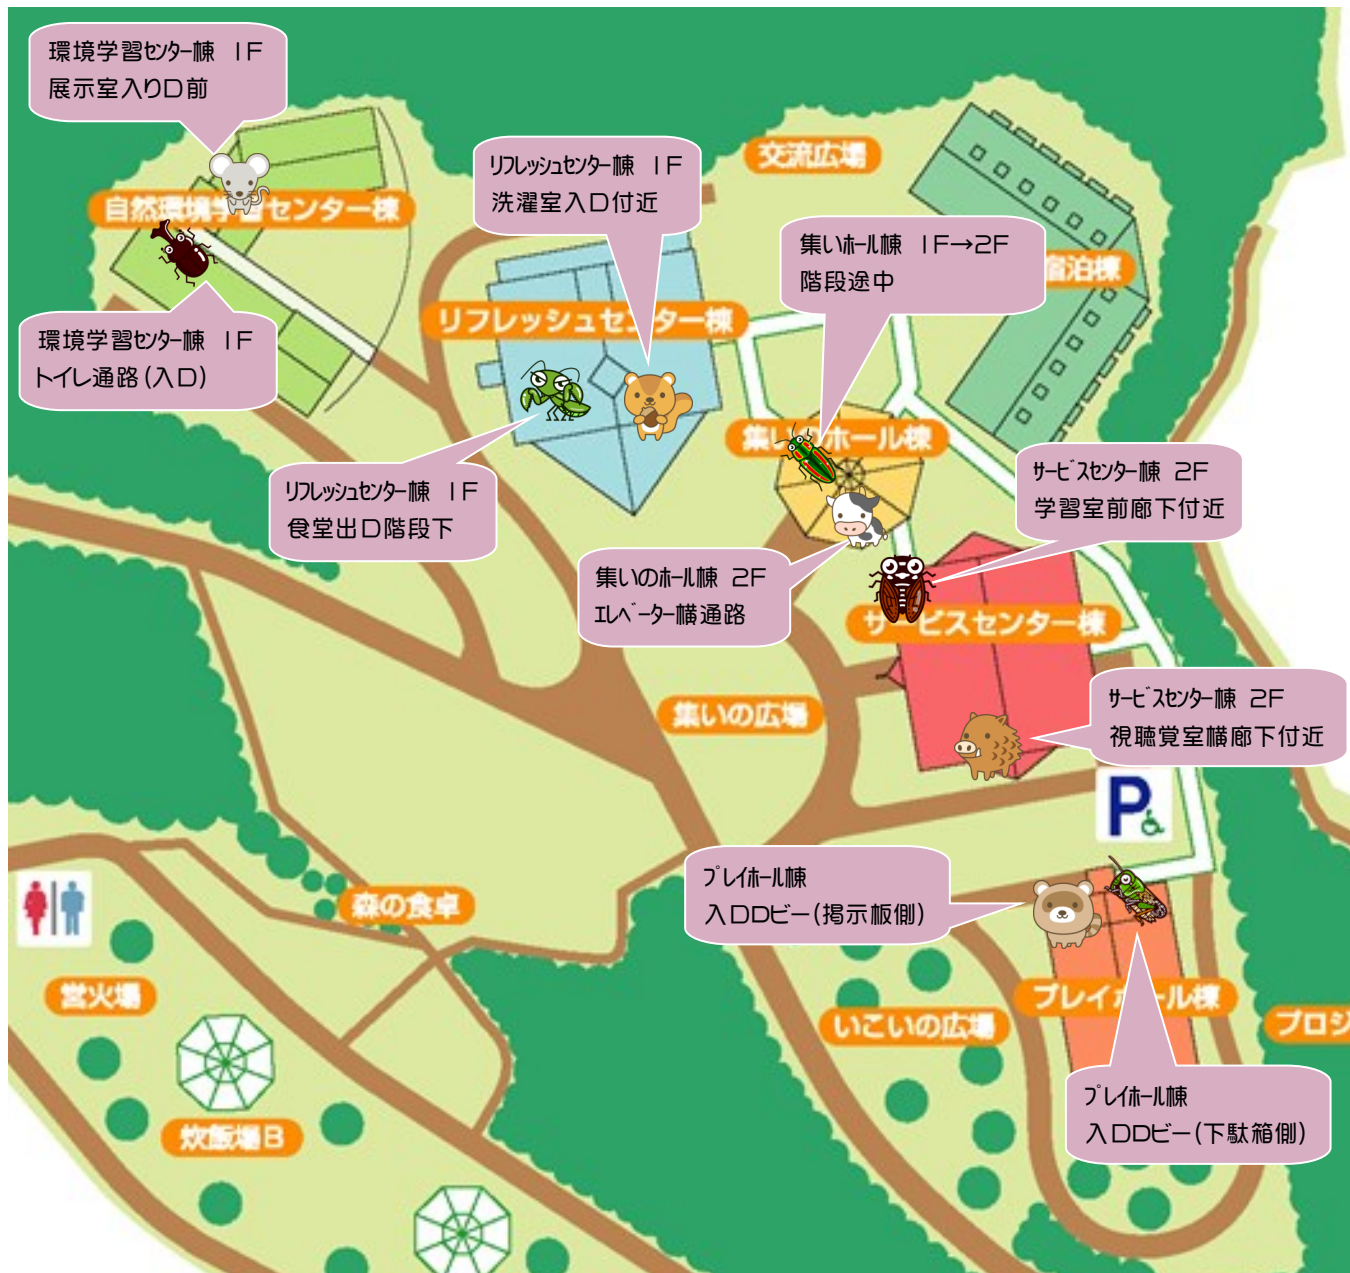 環境学習センター棟 1F
展示室入り口前
リフレッシュセンター棟 1F
洗濯室入口付近
交流広場
自然環境学習センター棟
集いホール棟 1F→2F
階段途中
宿泊棟
環境学習センター棟 1F
トイレ通路(入口)
リフレッシュセンター棟
集いのホール棟
リフレッシュセンター棟 1F
食堂出口階段下
サービスセンター棟 2F
学習室前廊下付近
集いのホール棟 2F
エレベーター横通路
サービスセンター棟
集いの広場
サービスセンター棟 2F
視聴覚室横廊下付近
P
プレイホール棟
入口ロビー(掲示板側)
森の食卓
営火場
プレイホール棟
いこいの広場
プロジ
プレイホール棟
入口ロビー(下駄箱側)
炊飯場B